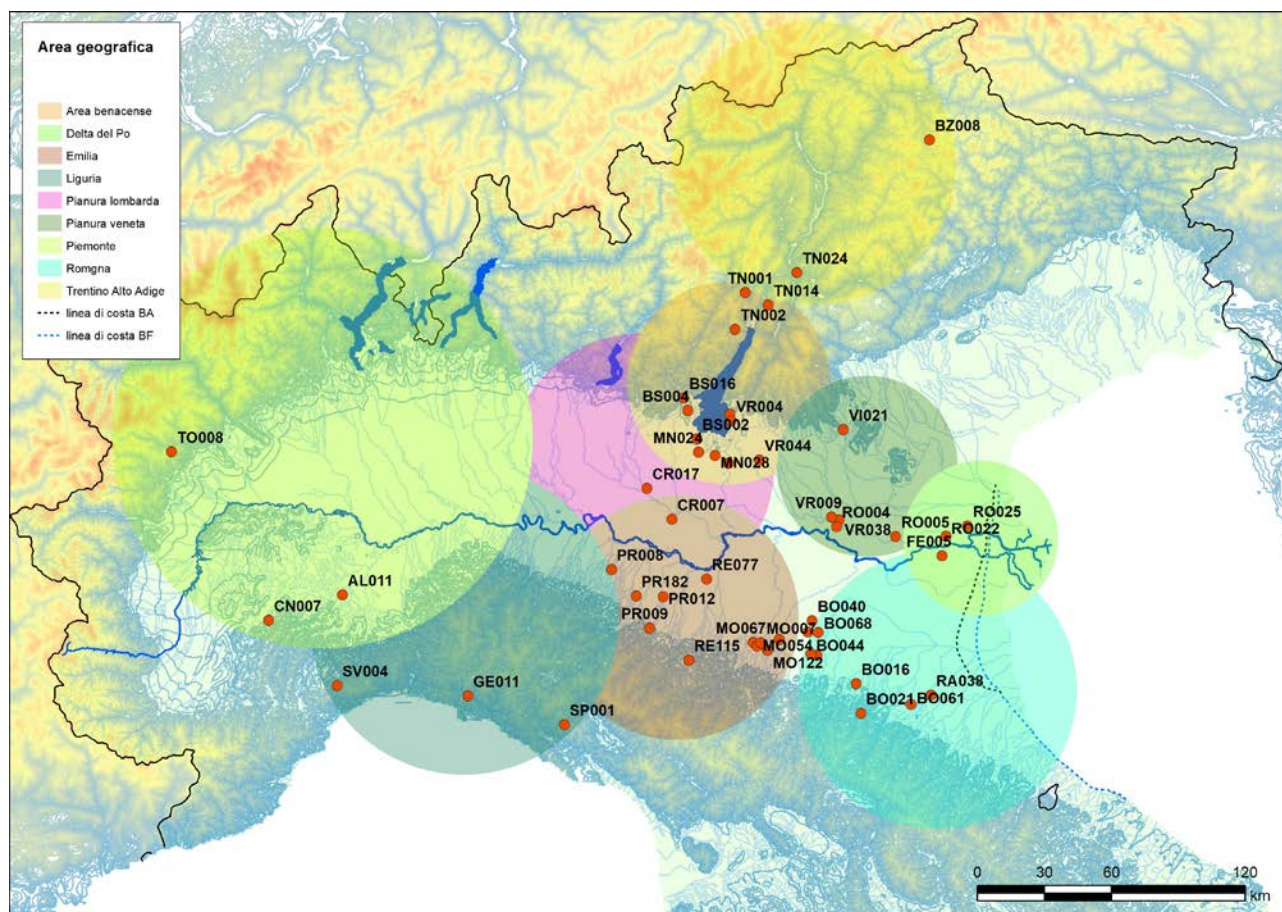 Area geografica
Area benacense
Delta del Po
Emilia
Liguria
Pianura lombarda
Pianura veneta
Piemonte
Romgna
Trentino Alto Adige
linea di costa BA
linea di costa BF
BZ008
TN024
TN001
TN014
TN002
BS016
BS004
VR004
BS002
VI021
MN024
VR044
MN028
TO008
CR017
CR007
VR009
RO004
VR038
RO025
RO005
RO022
FE005
PR008
RE077
PR182
PR012
PR009
AL011
CN007
BO040
BO068
MO067
MO007
MO054
BO044
MO122
RE115
BO016
RA038
BO021
BO061
SV004
GE011
SP001
0 30 60 120
km